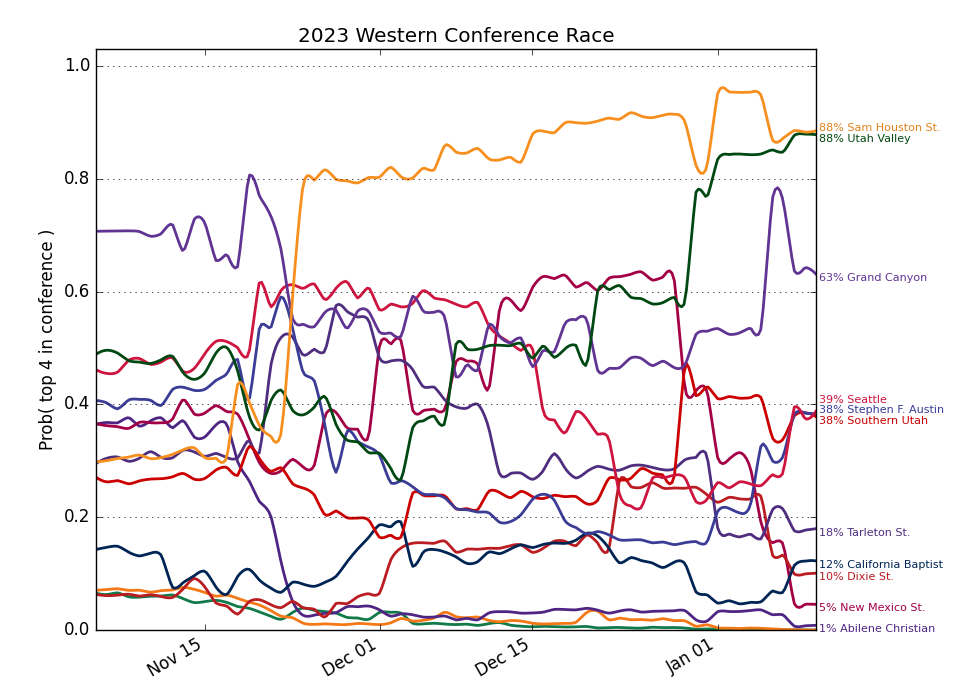 2023 Western Conference Race
Prob( top 4 in conference )
1.0
0.8
0.6
0.4
0.2
0.0
Nov 15
Dec 01
Dec 15
Jan 01
88% Sam Houston St.
88% Utah Valley
63% Grand Canyon
39% Seattle
38% Stephen F. Austin
38% Southern Utah
18% Tarleton St.
12% California Baptist
10% Dixie St.
5% New Mexico St.
1% Abilene Christian